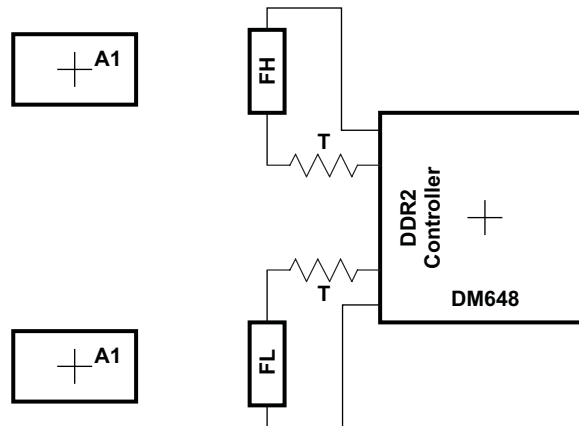 A1
FH
T
DDR2
Controller
DM648
T
A1
FL